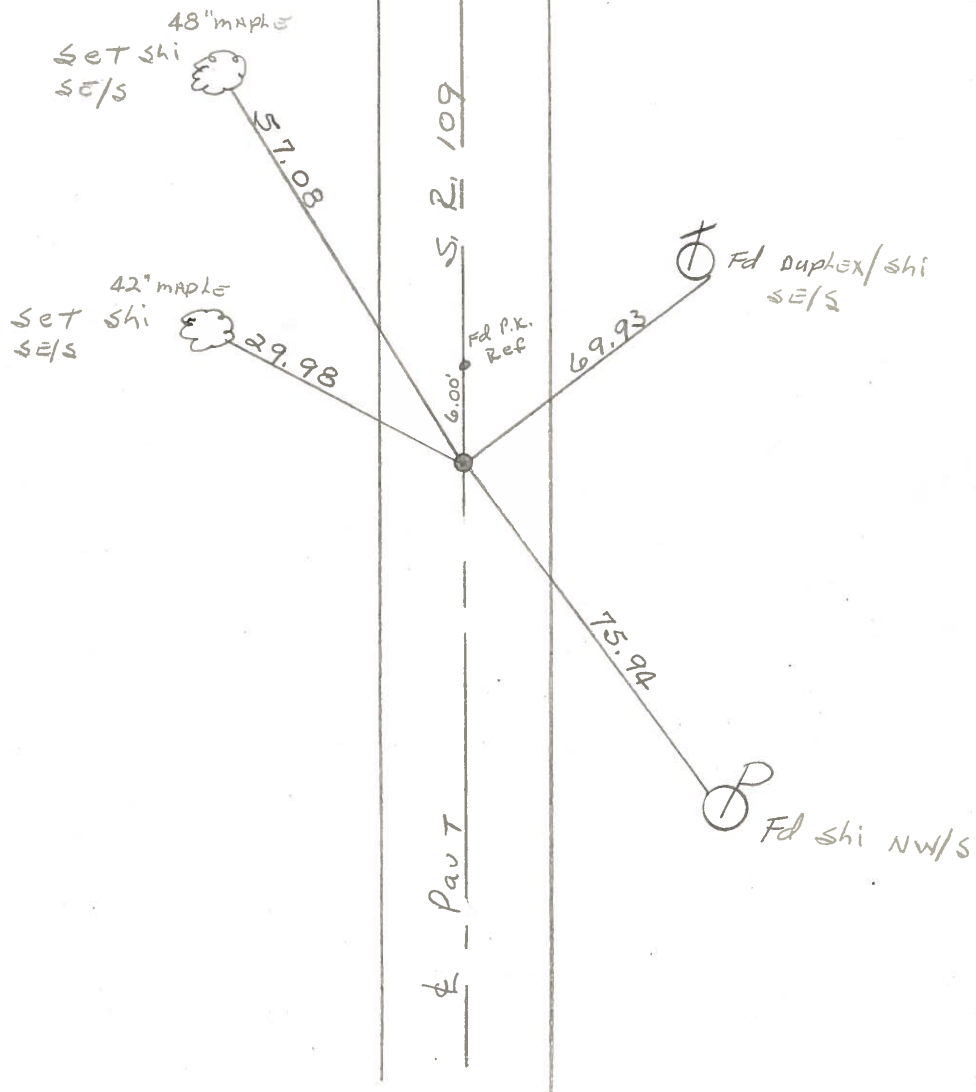 48" MAPLE
SET Shi
SE/S
57.08
S. R. 109
42" MAPLE
SET Shi
SE/S
29.98
Fd P.K.
Ref
6.00'
69.93
Fd DUPLEX/Shi
SE/S
75.94
Fd Shi NW/S
℄ PavT